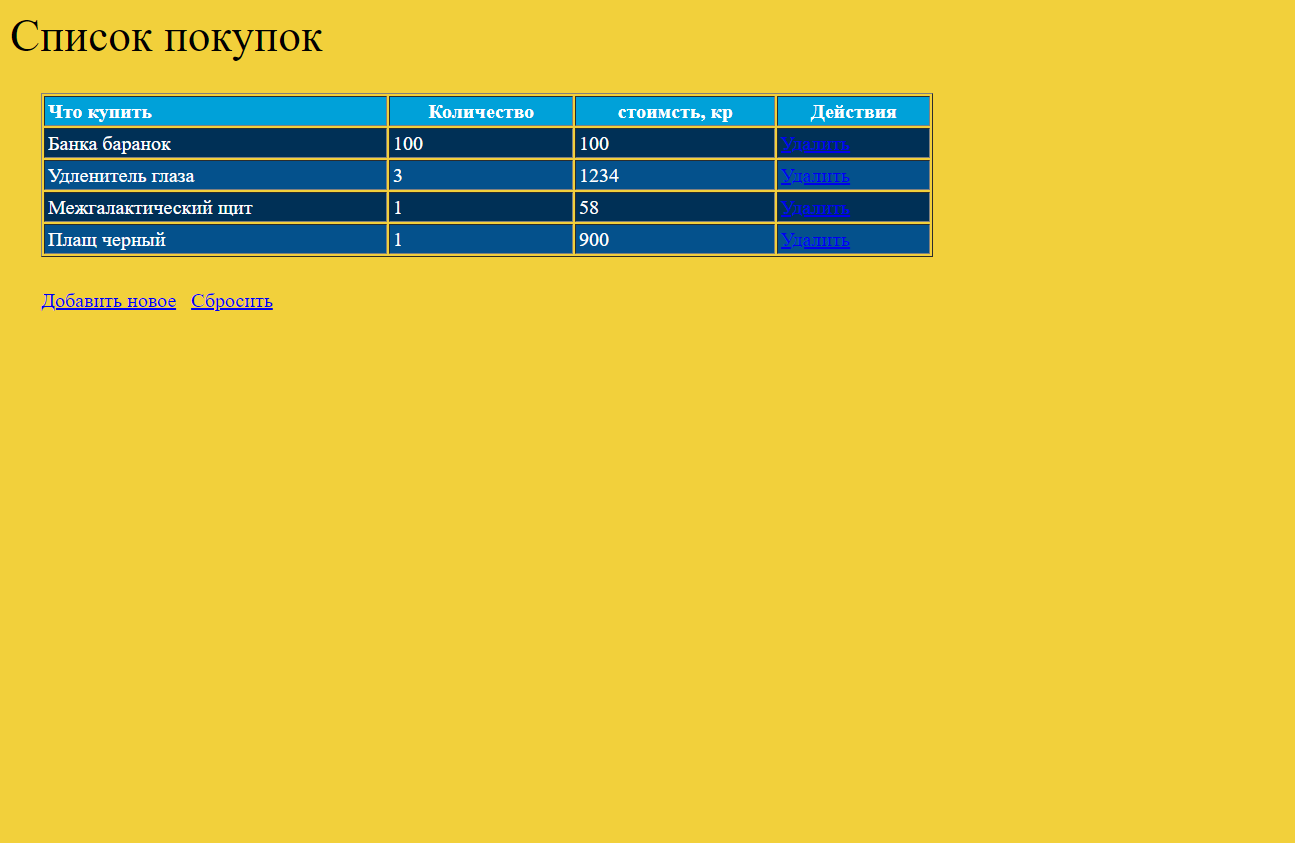 Список покупок
Что купить Количество стоимсть, кр Действия
Банка баранок 100 100 Удалить
Удленитель глаза 3 1234 Удалить
Межгалактический щит 1 58 Удалить
Плащ черный 1 900 Удалить
Добавить новое Сбросить